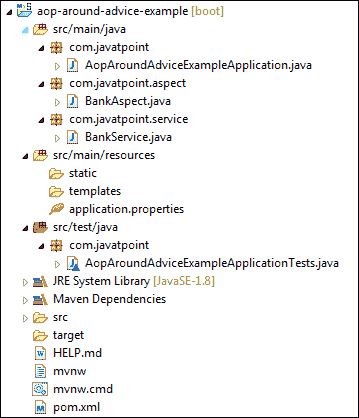 aop-around-advice-example [boot]
src/main/java
com.javatpoint
AopAroundAdviceExampleApplication.java
com.javatpoint.aspect
BankAspect.java
com.javatpoint.service
BankService.java
src/main/resources
static
templates
application.properties
src/test/java
com.javatpoint
AopAroundAdviceExampleApplicationTests.java
JRE System Library [JavaSE-1.8]
Maven Dependencies
src
target
HELP.md
mvnw
mvnw.cmd
pom.xml